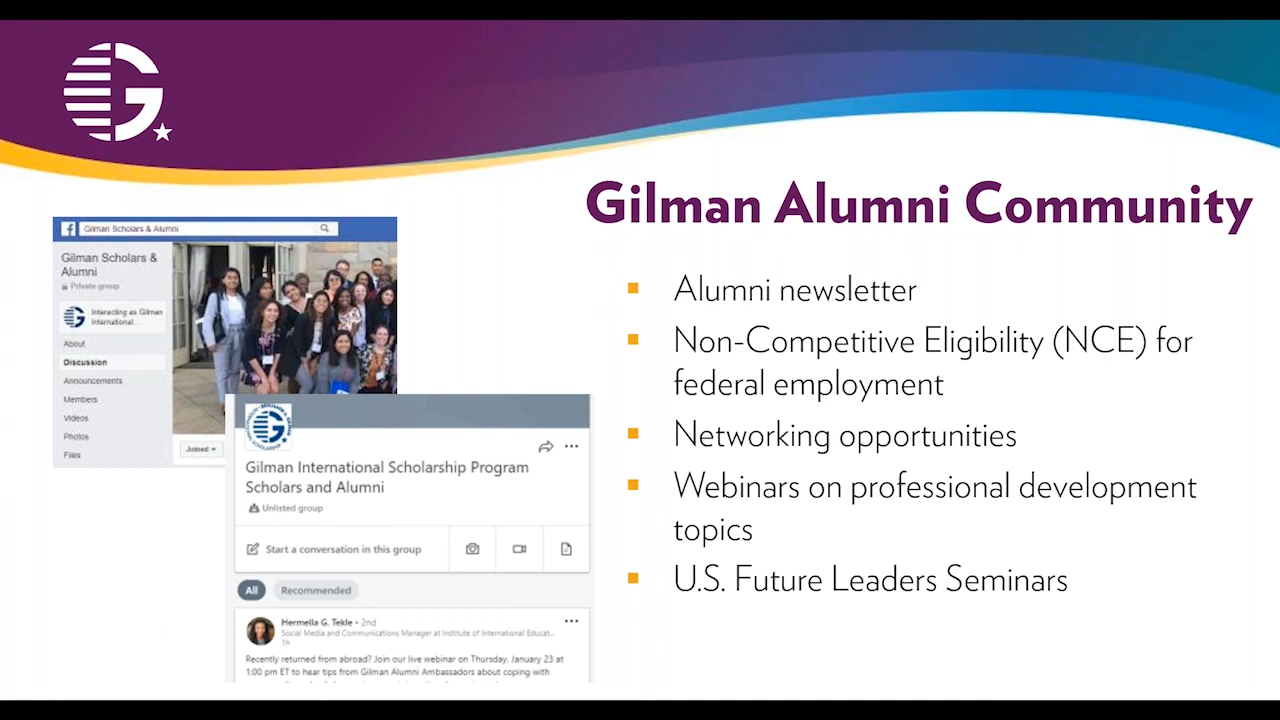 Gilman Alumni Community
Gilman Scholars & Alumni
Gilman Scholars &
Alumni
Private group
Interacting as Gilman
International...
About
Discussion
Announcements
Members
Videos
Photos
Files
Joined
Gilman International Scholarship Program
Scholars and Alumni
Unlisted group
Start a conversation in this group
All
Recommended
Hermella G. Tekle • 2nd
Social Media and Communications Manager at Institute of International Educat...
1h
Recently returned from abroad? Join our live webinar on Thursday, January 23 at
1:00 pm ET to hear tips from Gilman Alumni Ambassadors about coping with
Alumni newsletter
Non-Competitive Eligibility (NCE) for
federal employment
Networking opportunities
Webinars on professional development
topics
U.S. Future Leaders Seminars